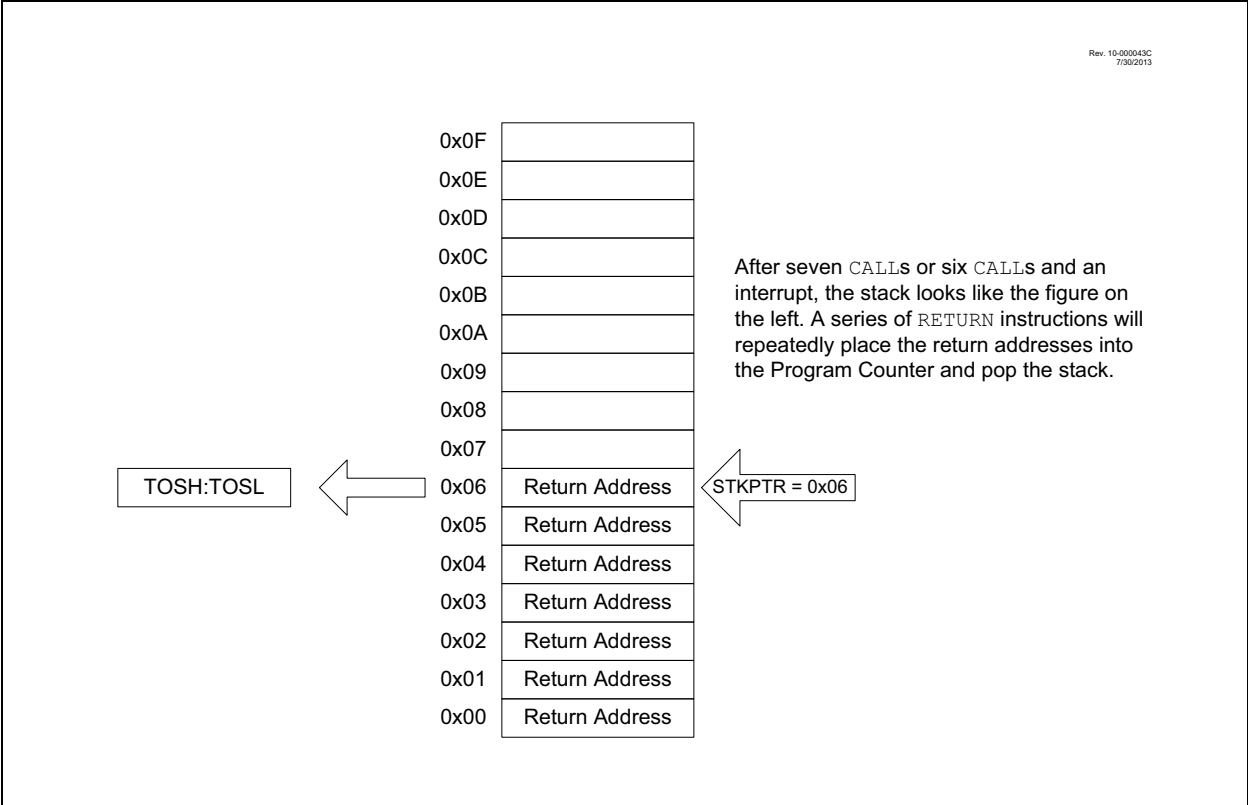 Rev. 10-000043C
7/30/2013
0x0F
0x0E
0x0D
0x0C
0x0B
0x0A
0x09
0x08
0x07
After seven CALLs or six CALLs and an
interrupt, the stack looks like the figure on
the left. A series of RETURN instructions will
repeatedly place the return addresses into
the Program Counter and pop the stack.
TOSH:TOSL
0x06 Return Address
STKPTR = 0x06
0x05 Return Address
0x04 Return Address
0x03 Return Address
0x02 Return Address
0x01 Return Address
0x00 Return Address